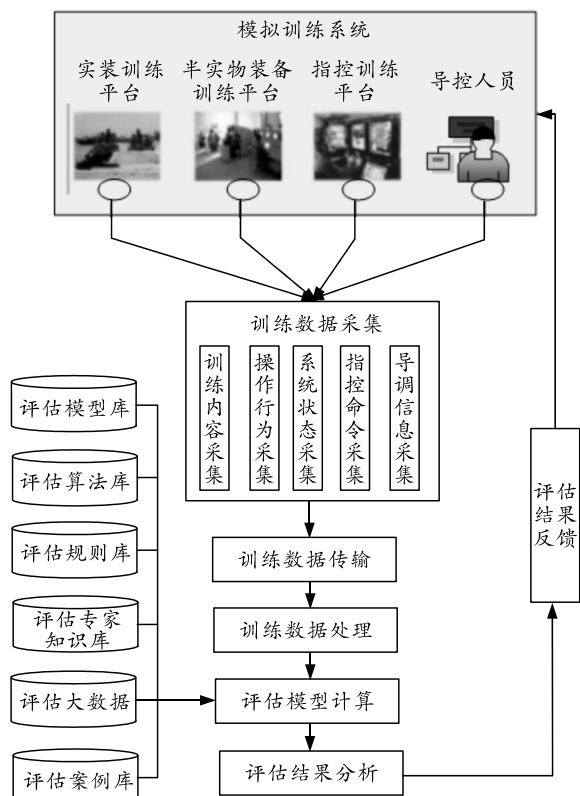 模拟训练系统
实装训练
平台
半实物装备
训练平台
指控训练
平台
导控人员
训练数据采集
训练内容采集
操作行为采集
系统状态采集
指控命令采集
导调信息采集
评估模型库
评估算法库
评估规则库
评估专家
知识库
评估大数据
评估案例库
训练数据传输
训练数据处理
评估模型计算
评估结果分析
评估
结果
反馈